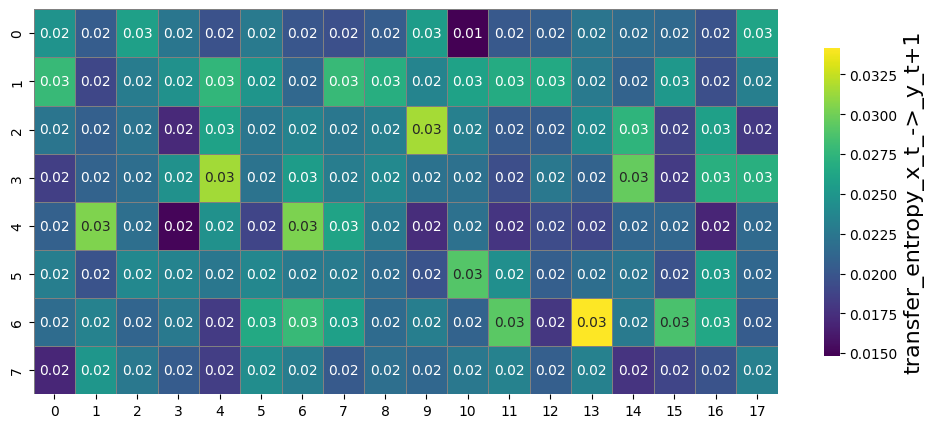 0 0.02 0.02 0.03 0.02 0.02 0.02 0.02 0.02 0.02 0.03 0.01 0.02 0.02 0.02 0.02 0.02 0.02 0.03
1 0.03 0.02 0.02 0.02 0.03 0.02 0.02 0.03 0.03 0.02 0.03 0.03 0.03 0.02 0.02 0.03 0.02 0.02
2 0.02 0.02 0.02 0.02 0.03 0.02 0.02 0.02 0.02 0.03 0.02 0.02 0.02 0.02 0.03 0.02 0.03 0.02
3 0.02 0.02 0.02 0.02 0.03 0.02 0.03 0.02 0.02 0.02 0.02 0.02 0.02 0.02 0.03 0.02 0.03 0.03
4 0.02 0.03 0.02 0.02 0.02 0.02 0.03 0.03 0.02 0.02 0.02 0.02 0.02 0.02 0.02 0.02 0.02 0.02
5 0.02 0.02 0.02 0.02 0.02 0.02 0.02 0.02 0.02 0.02 0.03 0.02 0.02 0.02 0.02 0.02 0.03 0.02
6 0.02 0.02 0.02 0.02 0.02 0.03 0.03 0.03 0.02 0.02 0.02 0.03 0.02 0.03 0.02 0.03 0.03 0.02
7 0.02 0.02 0.02 0.02 0.02 0.02 0.02 0.02 0.02 0.02 0.02 0.02 0.02 0.02 0.02 0.02 0.02 0.02
0 1 2 3 4 5 6 7 8 9 10 11 12 13 14 15 16 17
0.0325
0.0300
0.0275
0.0250
0.0225
0.0200
0.0175
0.0150
transfer_entropy_x_t_->_y_t+1